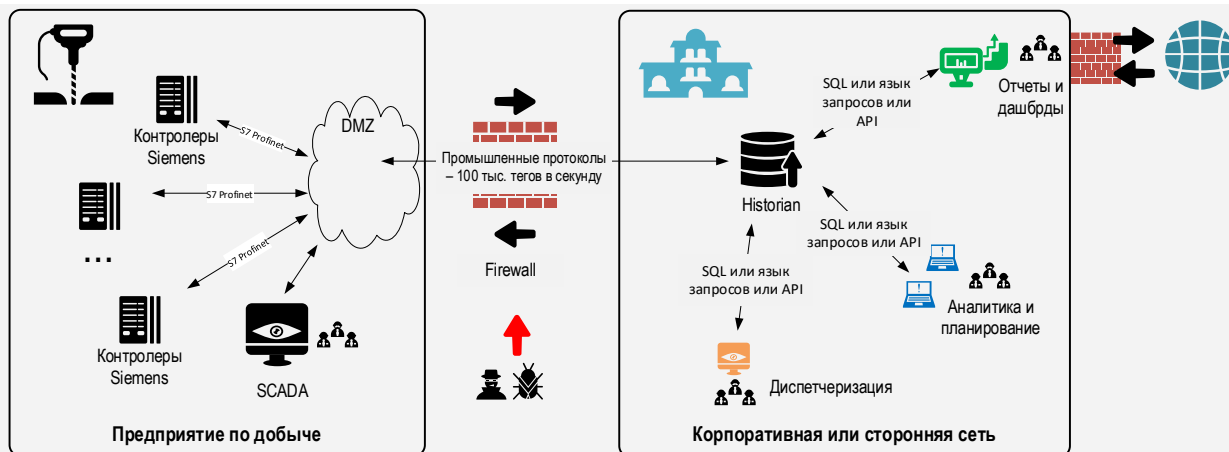 Контролеры
Siemens
S7 Profinet
DMZ
S7 Profinet
...
S7 Profinet
Контролеры
Siemens
SCADA
Предприятие по добыче
Промышленные протоколы
– 100 тыс. тегов в секунду
Firewall
SQL или язык
запросов или
API
Отчеты и
дашбрды
Historian
SQL или язык
запросов или API
SQL или язык
запросов или API
Аналитика и
планирование
Диспетчеризация
Корпоративная или сторонняя сеть